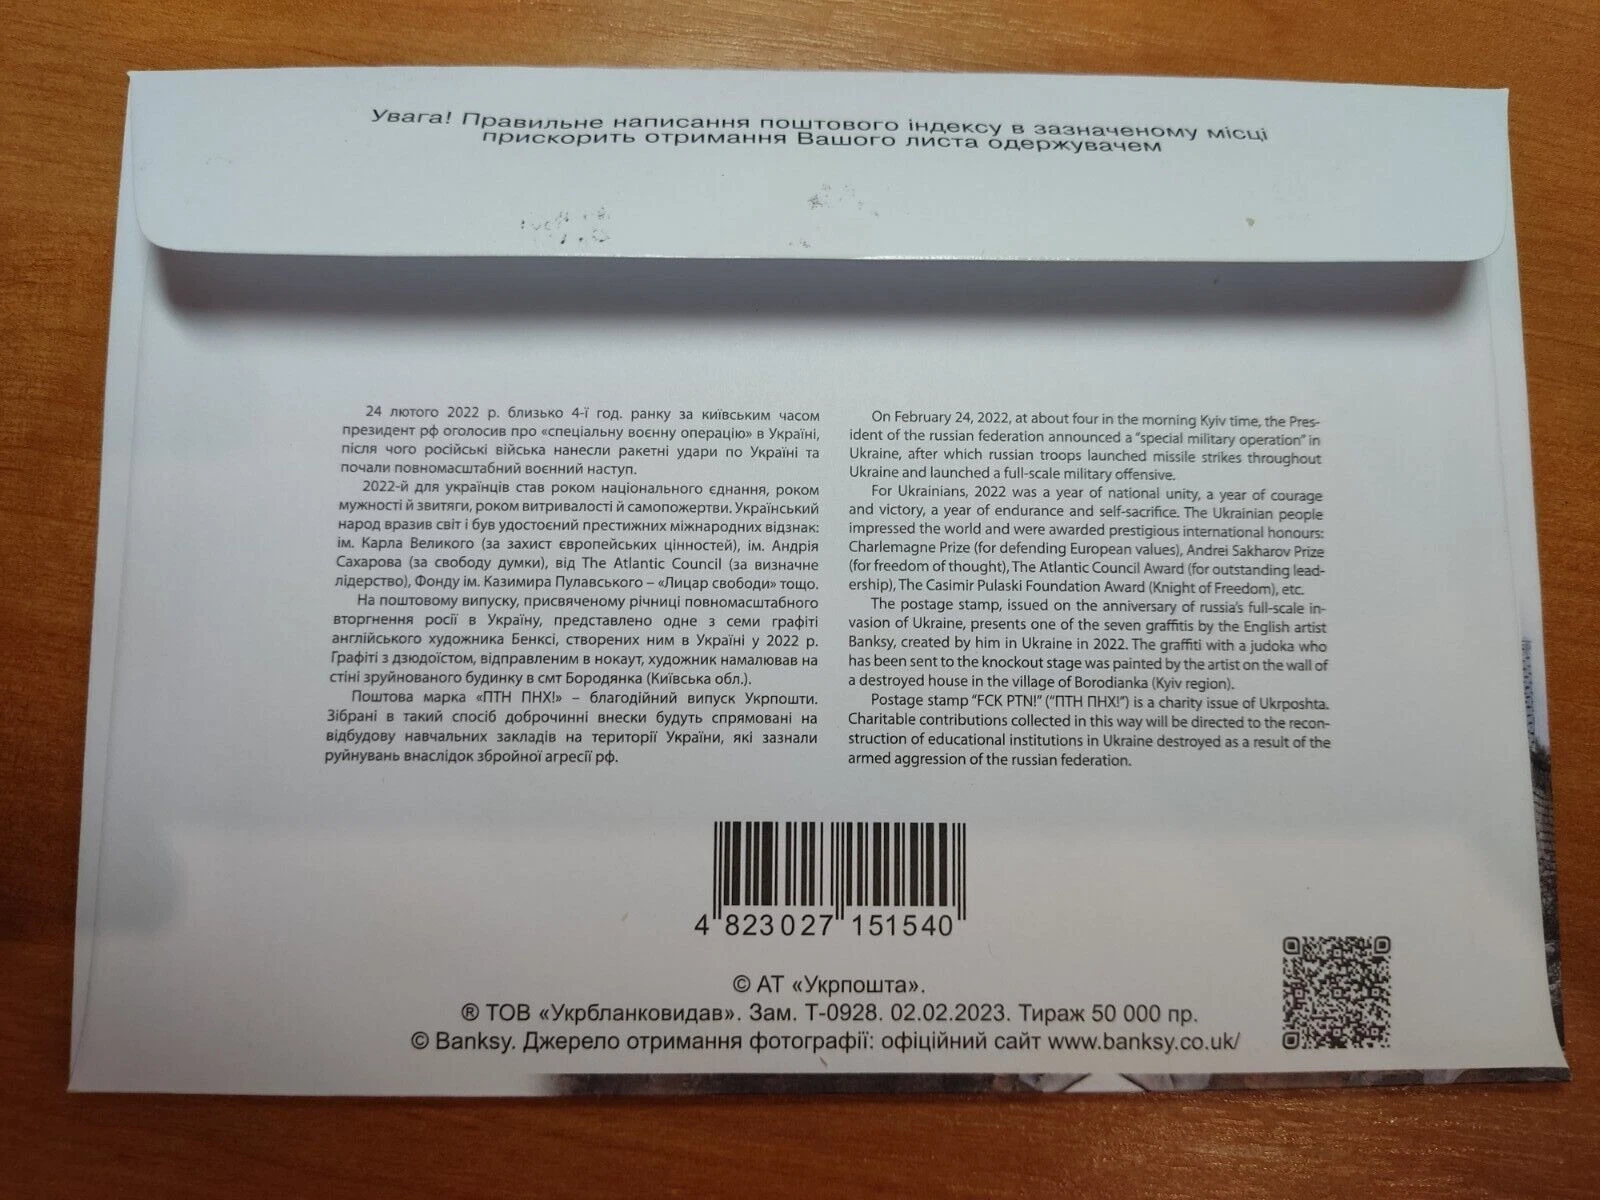 Увага! Правильне написання поштового індексу в зазначеному місці
прискорить отримання Вашого листа одержувачем
24 лютого 2022 р. близько 4-ї год. ранку за київським часом
президент рф оголосив про «спеціальну воєнну операцію» в Україні,
після чого російські війська нанесли ракетні удари по Україні та
почали повномасштабний воєнний наступ.
2022-й для українців став роком національного єднання, роком
мужності й звитяги, роком витривалості й самопожертви. Український
народ вразив світ і був удостоєний престижних міжнародних відзнак:
ім. Карла Великого (за захист європейських цінностей), ім. Андрія
Сахарова (за свободу думки), від The Atlantic Council (за визначне
лідерство), Фонду ім. Казимира Пулавського – «Лицар свободи» тощо.
На поштовому випуску, присвяченому річниці повномасштабного
вторгнення росії в Україну, представлено одне з семи графіті
англійського художника Бенксі, створених ним в Україні у 2022 р.
Графіті з дзюдоїстом, відправленим в нокаут, художник намалював на
стіні зруйнованого будинку в смт Бородянка (Київська обл.).
Поштова марка «ПТН ПНХ!» – благодійний випуск Укрпошти.
Зібрані в такий спосіб доброчинні внески будуть спрямовані на
відбудову навчальних закладів на території України, які зазнали
руйнувань внаслідок збройної агресії рф.
On February 24, 2022, at about four in the morning Kyiv time, the Pres-
ident of the russian federation announced a "special military operation" in
Ukraine, after which russian troops launched missile strikes throughout
Ukraine and launched a full-scale military offensive.
For Ukrainians, 2022 was a year of national unity, a year of courage
and victory, a year of endurance and self-sacrifice. The Ukrainian people
impressed the world and were awarded prestigious international honours:
Charlemagne Prize (for defending European values), Andrei Sakharov Prize
(for freedom of thought), The Atlantic Council Award (for outstanding lead-
ership), The Casimir Pulaski Foundation Award (Knight of Freedom), etc.
The postage stamp, issued on the anniversary of russia's full-scale in-
vasion of Ukraine, presents one of the seven graffitis by the English artist
Banksy, created by him in Ukraine in 2022. The graffiti with a judoka who
has been sent to the knockout stage was painted by the artist on the wall of
a destroyed house in the village of Borodianka (Kyiv region).
Postage stamp "FCK PTN!" ("ПТН ПНХ!") is a charity issue of Ukrposhta.
Charitable contributions collected in this way will be directed to the recon-
struction of educational institutions in Ukraine destroyed as a result of the
armed aggression of the russian federation.
4 823027 151540
© АТ «Укрпошта».
® ТОВ «Укрбланковидав». Зам. Т-0928. 02.02.2023. Тираж 50 000 пр.
© Banksy. Джерело отримання фотографії: офіційний сайт www.banksy.co.uk/